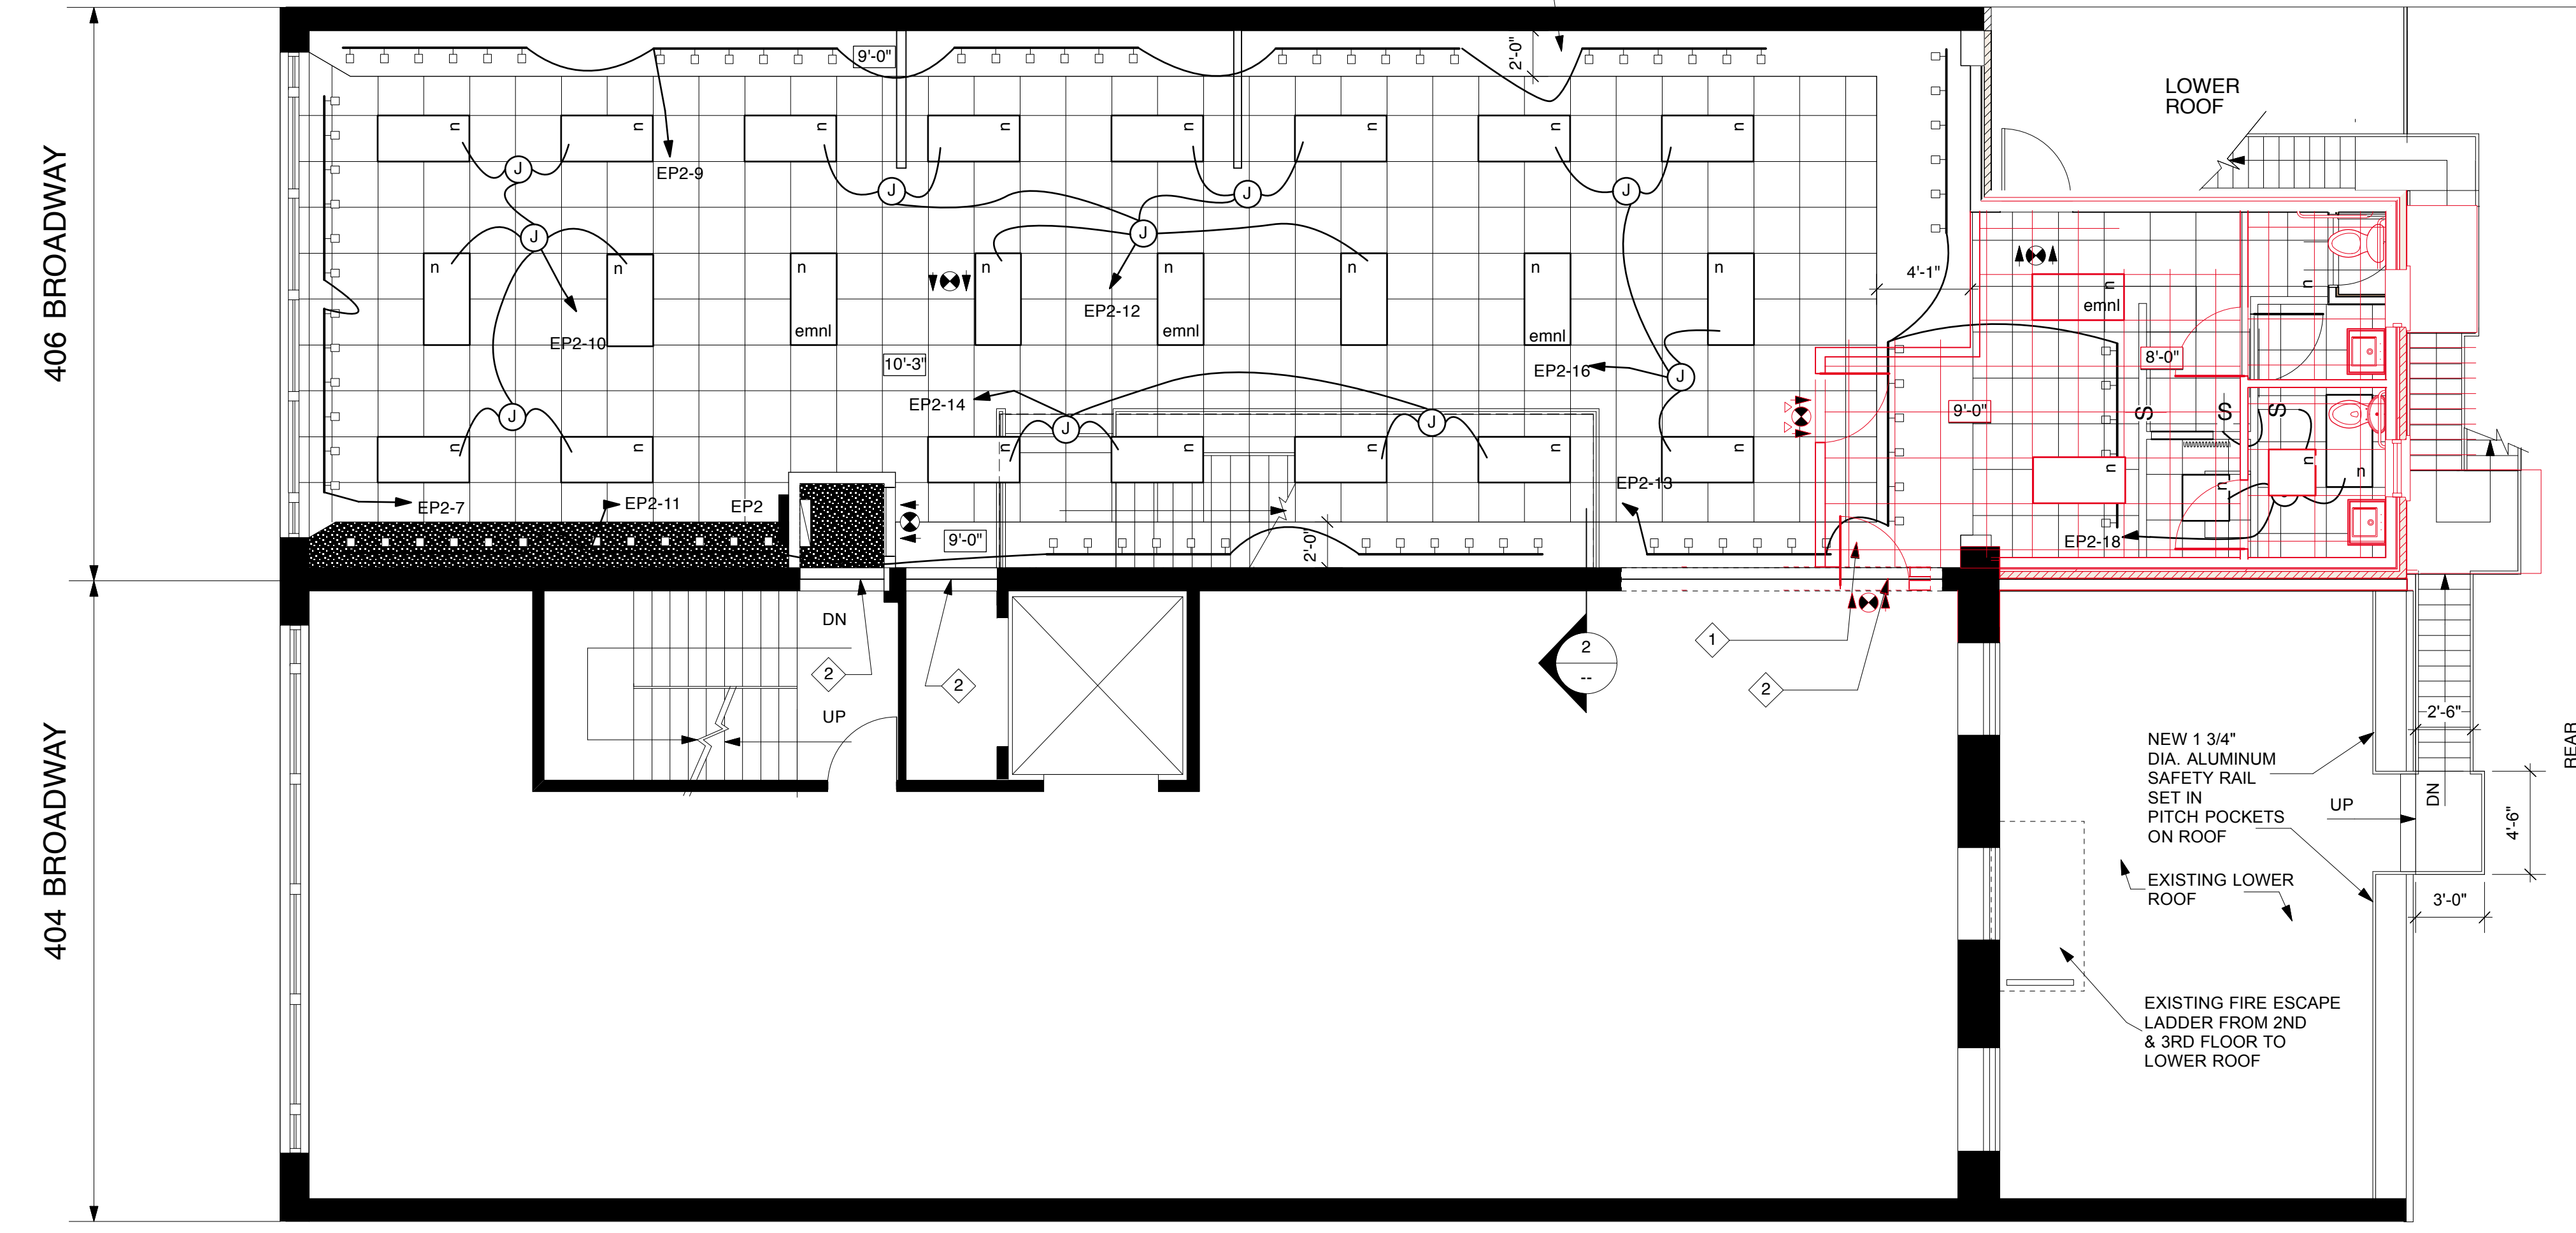 406 BROADWAY
404 BROADWAY
9'-0"
2'-0"
LOWER
ROOF
n
n
n
n
n
n
n
n
J
J
J
J
EP2-9
J
J
n
n
n
n
n
n
n
n
4'-1"
n
emnl
n
EP2-12
emnl
emnl
emnl
EP2-10
10'-3"
8'-0"
EP2-16
J
EP2-14
9'-0"
S
S
S
J
J
J
n
n
n
n
n
n
n
n
n
n
n
EP2-13
EP2-7
EP2-11
EP2
9'-0"
2'-0"
EP2-18
DN
2
2
UP
2
--
1
2
2'-6"
REAR
NEW 1 3/4"
DIA. ALUMINUM
SAFETY RAIL
SET IN
PITCH POCKETS
ON ROOF
UP
DN
4'-6"
EXISTING LOWER
ROOF
3'-0"
EXISTING FIRE ESCAPE
LADDER FROM 2ND
& 3RD FLOOR TO
LOWER ROOF